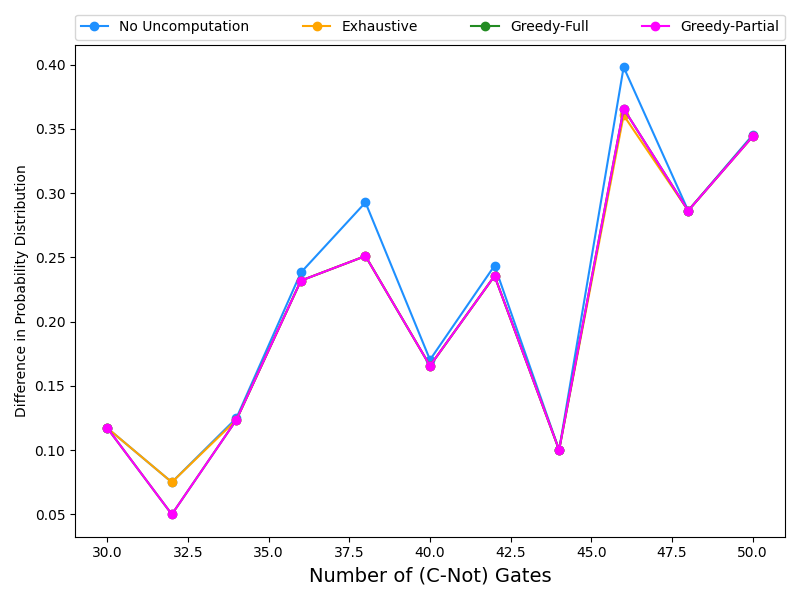 No Uncomputation Exhaustive Greedy-Full Greedy-Partial
0.40
0.35
0.30
0.25
0.20
0.15
0.10
0.05
Difference in Probability Distribution
30.0 32.5 35.0 37.5 40.0 42.5 45.0 47.5 50.0
Number of (C-Not) Gates